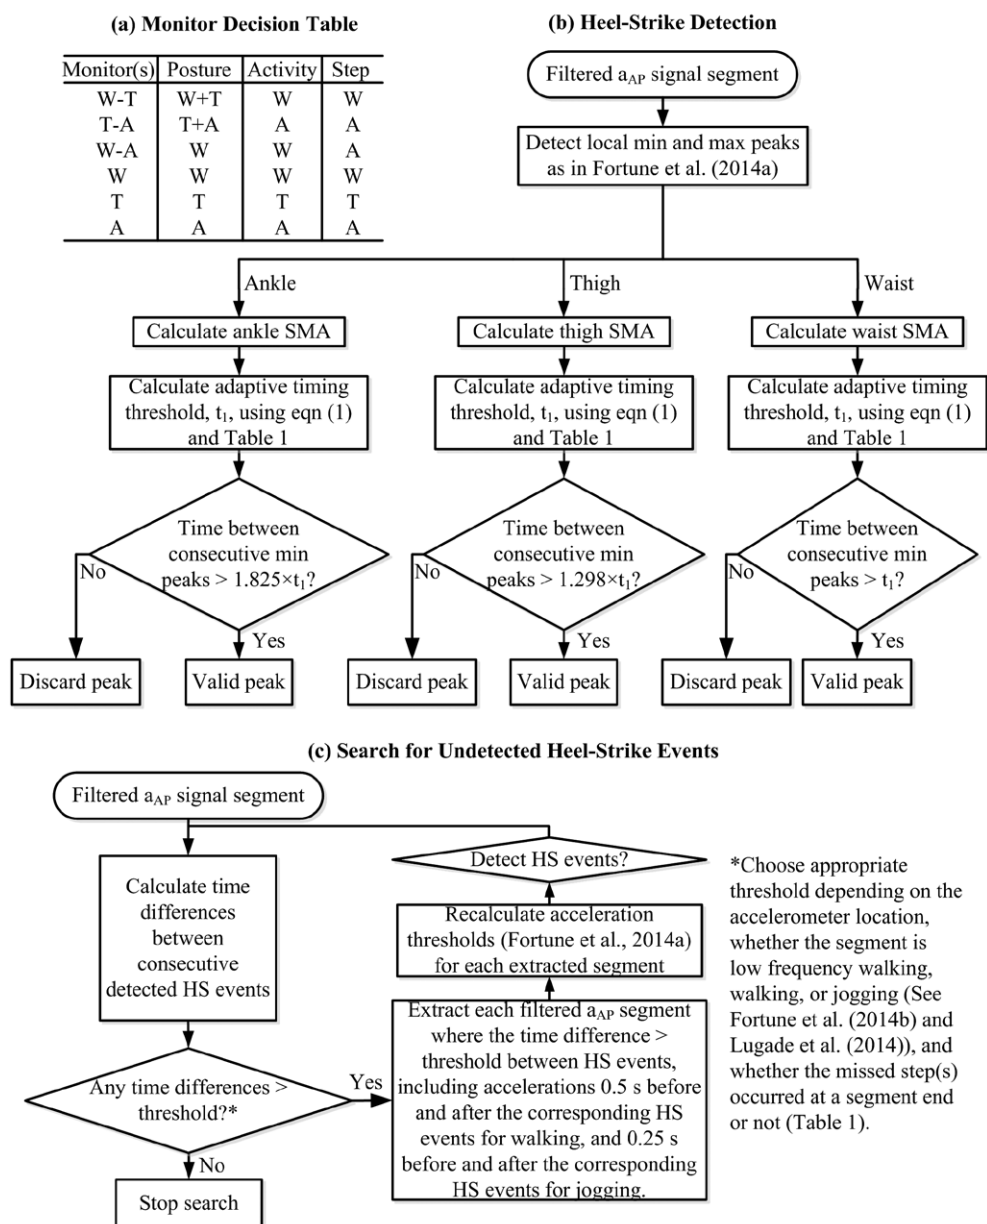 (a) Monitor Decision Table
Monitor(s) Posture Activity Step
W-T W+T W W
T-A T+A A A
W-A W W A
W W W W
T T T T
A A A A
(b) Heel-Strike Detection
Filtered aAP signal segment
Detect local min and max peaks
as in Fortune et al. (2014a)
Ankle
Thigh
Waist
Calculate ankle SMA
Calculate thigh SMA
Calculate waist SMA
Calculate adaptive timing
threshold, t1, using eqn (1)
and Table 1
Calculate adaptive timing
threshold, t1, using eqn (1)
and Table 1
Calculate adaptive timing
threshold, t1, using eqn (1)
and Table 1
Time between
consecutive min
peaks > 1.825×t1?
No
Yes
Discard peak
Valid peak
Time between
consecutive min
peaks > 1.298×t1?
No
Yes
Discard peak
Valid peak
Time between
consecutive min
peaks > t1?
No
Yes
Discard peak
Valid peak
(c) Search for Undetected Heel-Strike Events
Filtered aAP signal segment
Calculate time
differences
between
consecutive
detected HS events
Any time differences >
threshold?*
Yes
No
Stop search
Detect HS events?
Recalculate acceleration
thresholds (Fortune et al., 2014a)
for each extracted segment
Extract each filtered aAP segment
where the time difference >
threshold between HS events,
including accelerations 0.5 s before
and after the corresponding HS
events for walking, and 0.25 s
before and after the corresponding
HS events for jogging.
*Choose appropriate
threshold depending on the
accelerometer location,
whether the segment is
low frequency walking,
walking, or jogging (See
Fortune et al. (2014b) and
Lugade et al. (2014)), and
whether the missed step(s)
occurred at a segment end
or not (Table 1).